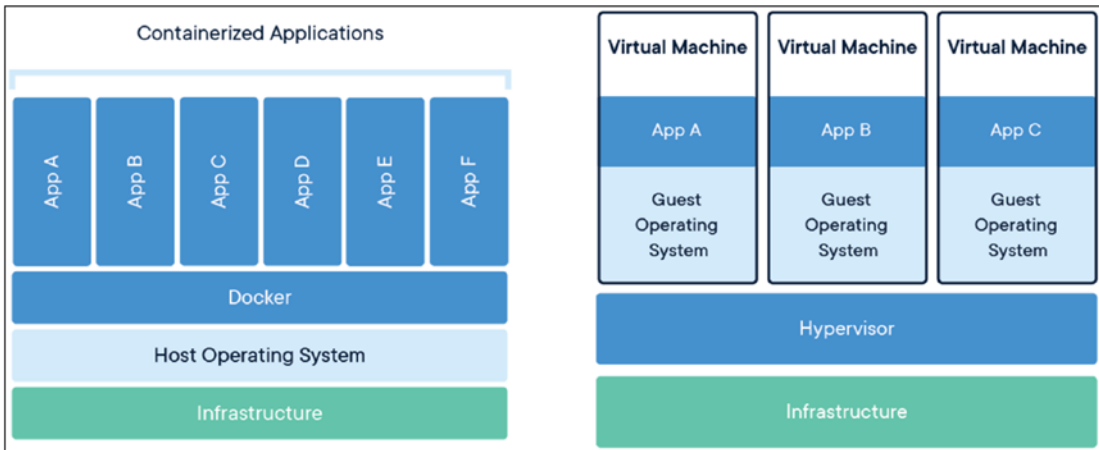 Containerized Applications
App A
App B
App C
App D
App E
App F
Docker
Host Operating System
Infrastructure
Virtual Machine
App A
Guest
Operating
System
Virtual Machine
App B
Guest
Operating
System
Virtual Machine
App C
Guest
Operating
System
Hypervisor
Infrastructure